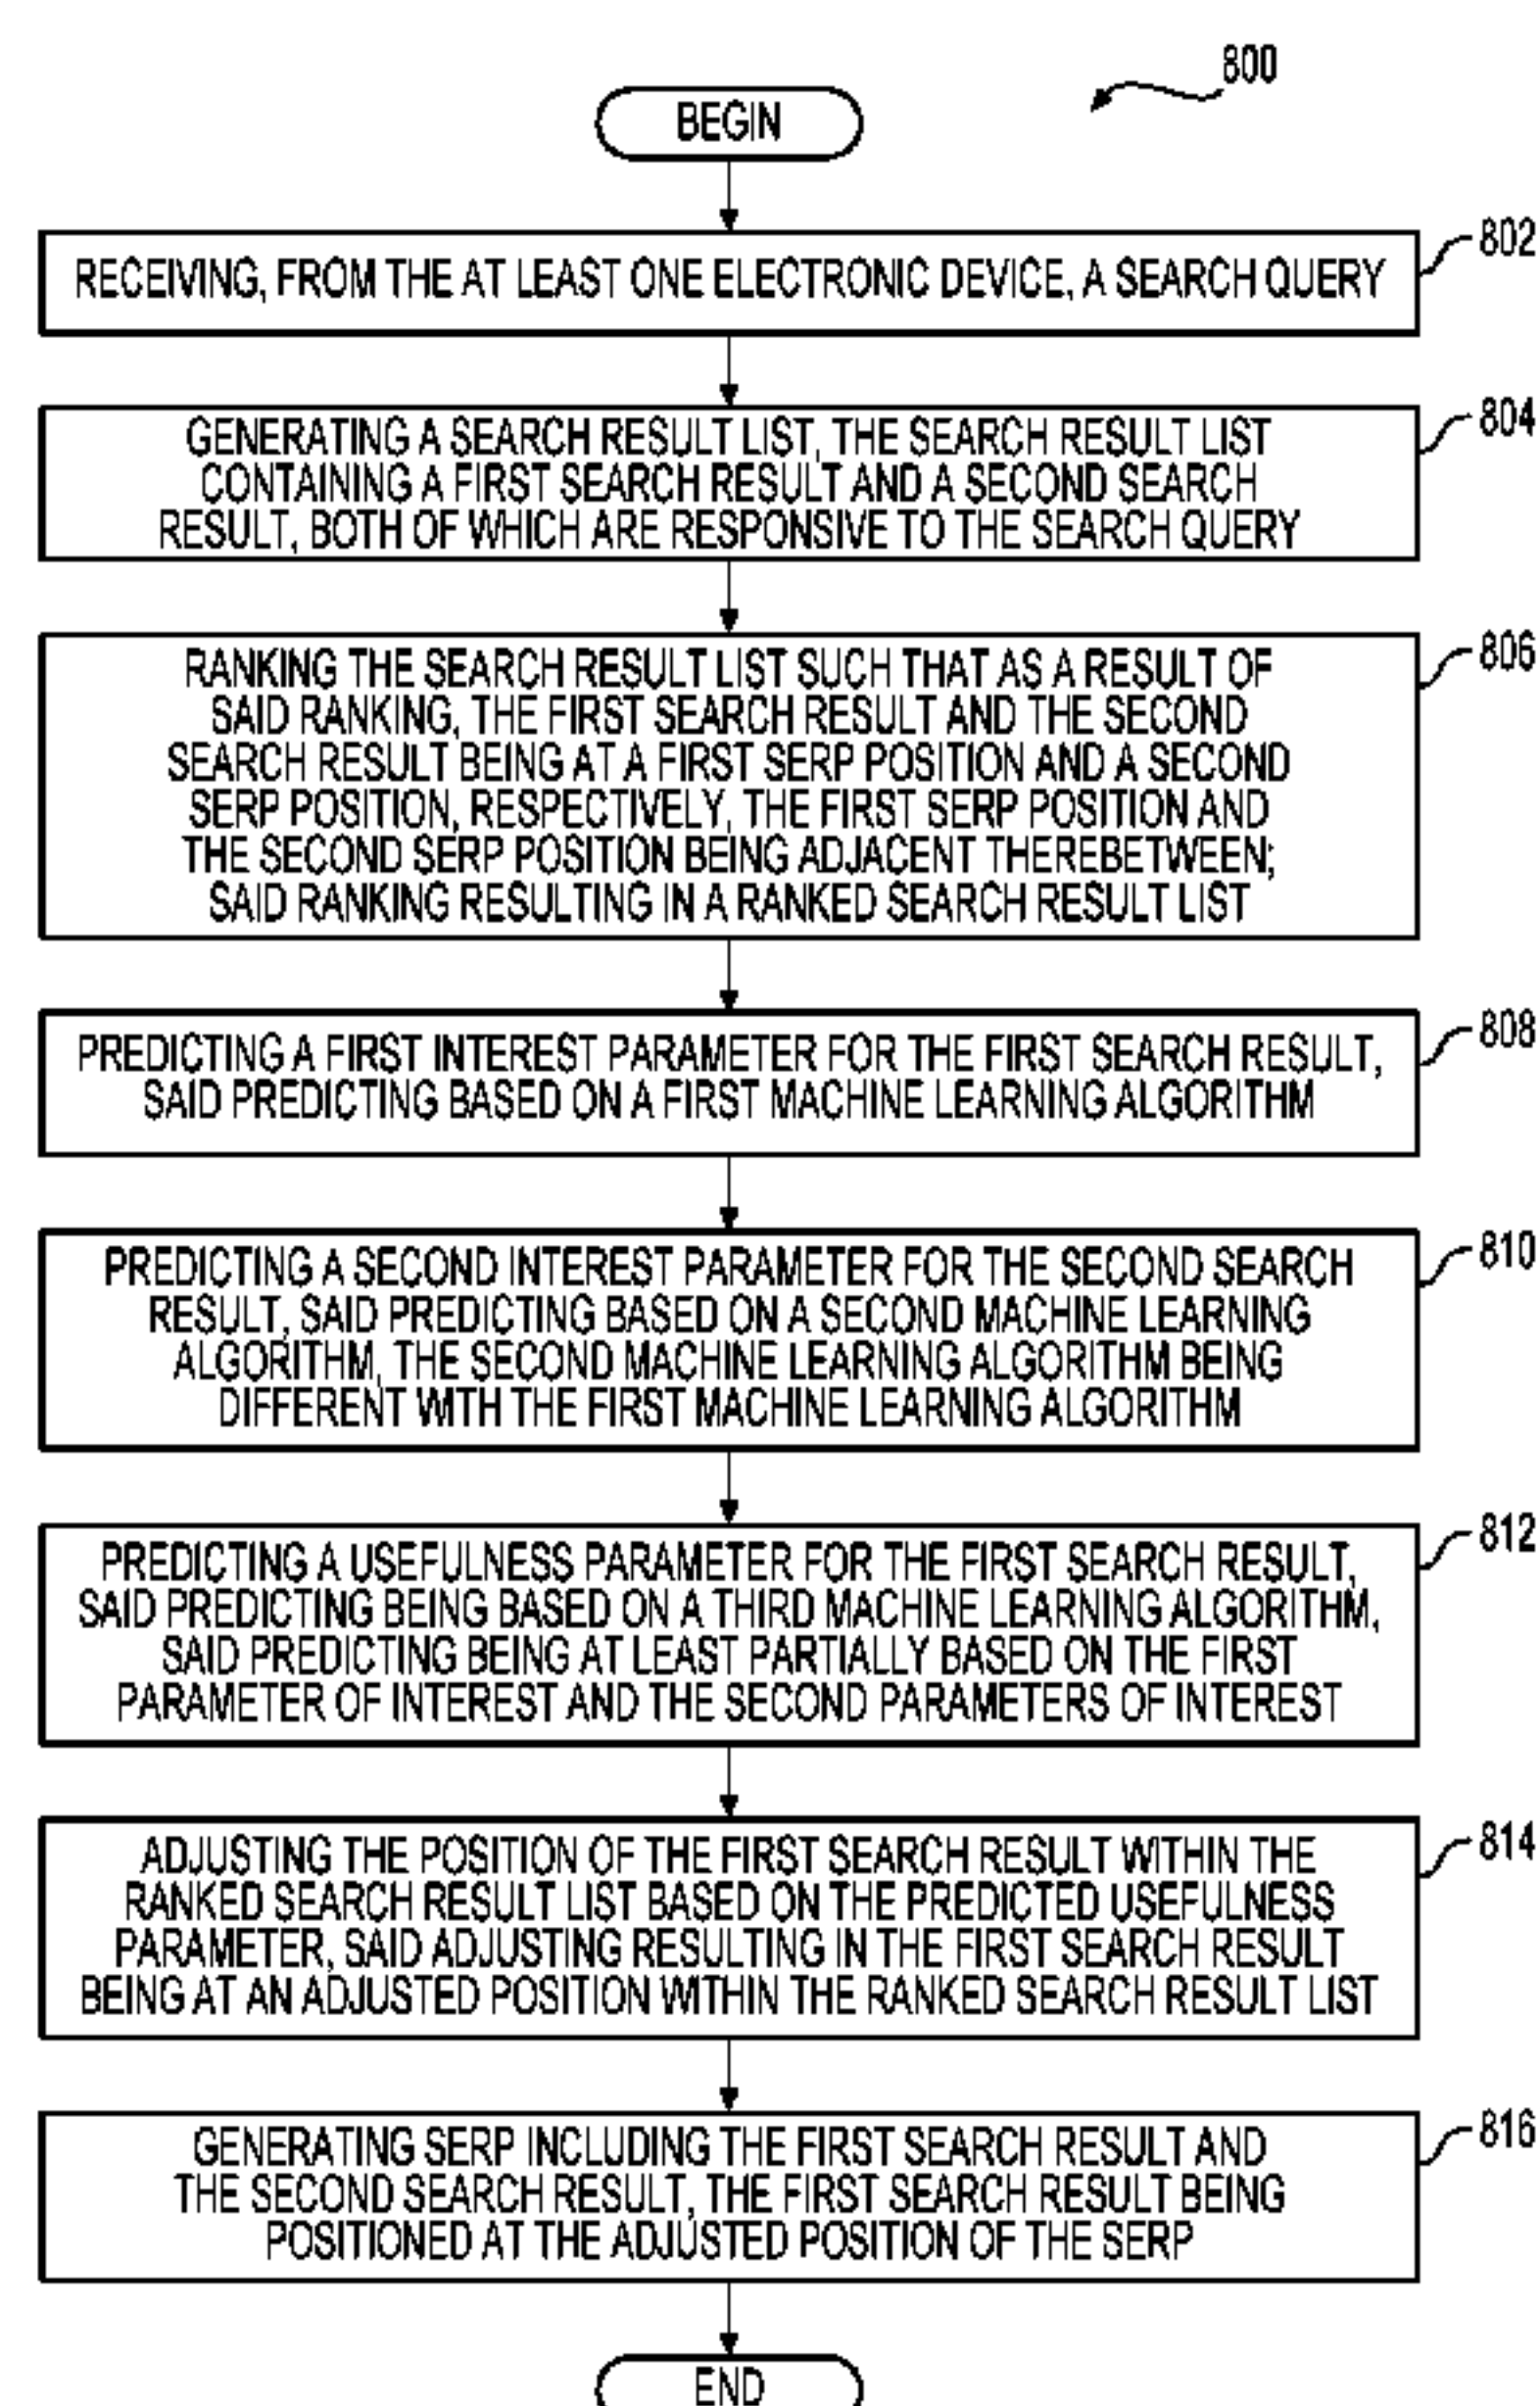 800
BEGIN
802
RECEIVING, FROM THE AT LEAST ONE ELECTRONIC DEVICE, A SEARCH QUERY
804
GENERATING A SEARCH RESULT LIST, THE SEARCH RESULT LIST
CONTAINING A FIRST SEARCH RESULT AND A SECOND SEARCH
RESULT, BOTH OF WHICH ARE RESPONSIVE TO THE SEARCH QUERY
806
RANKING THE SEARCH RESULT LIST SUCH THAT AS A RESULT OF
SAID RANKING, THE FIRST SEARCH RESULT AND THE SECOND
SEARCH RESULT BEING AT A FIRST SERP POSITION AND A SECOND
SERP POSITION, RESPECTIVELY, THE FIRST SERP POSITION AND
THE SECOND SERP POSITION BEING ADJACENT THEREBETWEEN;
SAID RANKING RESULTING IN A RANKED SEARCH RESULT LIST
808
PREDICTING A FIRST INTEREST PARAMETER FOR THE FIRST SEARCH RESULT,
SAID PREDICTING BASED ON A FIRST MACHINE LEARNING ALGORITHM
810
PREDICTING A SECOND INTEREST PARAMETER FOR THE SECOND SEARCH
RESULT, SAID PREDICTING BASED ON A SECOND MACHINE LEARNING
ALGORITHM, THE SECOND MACHINE LEARNING ALGORITHM BEING
DIFFERENT WITH THE FIRST MACHINE LEARNING ALGORITHM
812
PREDICTING A USEFULNESS PARAMETER FOR THE FIRST SEARCH RESULT,
SAID PREDICTING BEING BASED ON A THIRD MACHINE LEARNING ALGORITHM,
SAID PREDICTING BEING AT LEAST PARTIALLY BASED ON THE FIRST
PARAMETER OF INTEREST AND THE SECOND PARAMETERS OF INTEREST
814
ADJUSTING THE POSITION OF THE FIRST SEARCH RESULT WITHIN THE
RANKED SEARCH RESULT LIST BASED ON THE PREDICTED USEFULNESS
PARAMETER, SAID ADJUSTING RESULTING IN THE FIRST SEARCH RESULT
BEING AT AN ADJUSTED POSITION WITHIN THE RANKED SEARCH RESULT LIST
816
GENERATING SERP INCLUDING THE FIRST SEARCH RESULT AND
THE SECOND SEARCH RESULT, THE FIRST SEARCH RESULT BEING
POSITIONED AT THE ADJUSTED POSITION OF THE SERP
END